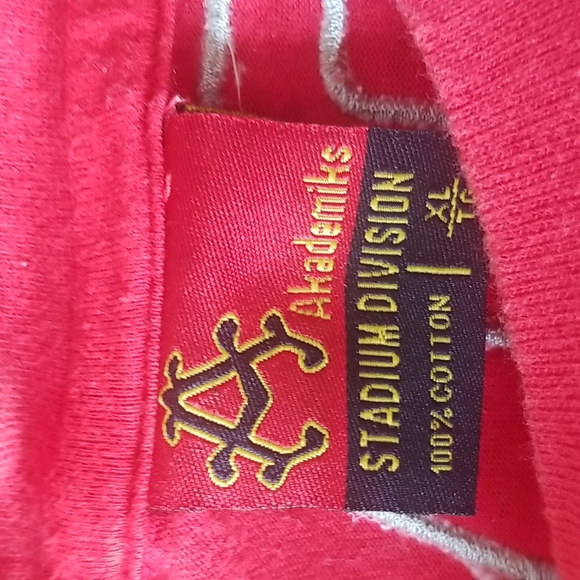 Akademiks
STADIUM DIVISION
100% COTTON
XL